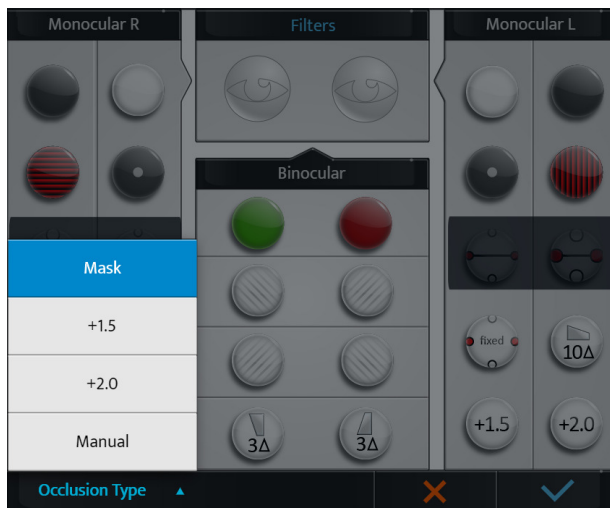 Monocular R
Filters
Monocular L
Binocular
Mask
+1.5
+2.0
Manual
3Δ
3Δ
fixed
10Δ
+1.5
+2.0
Occlusion Type